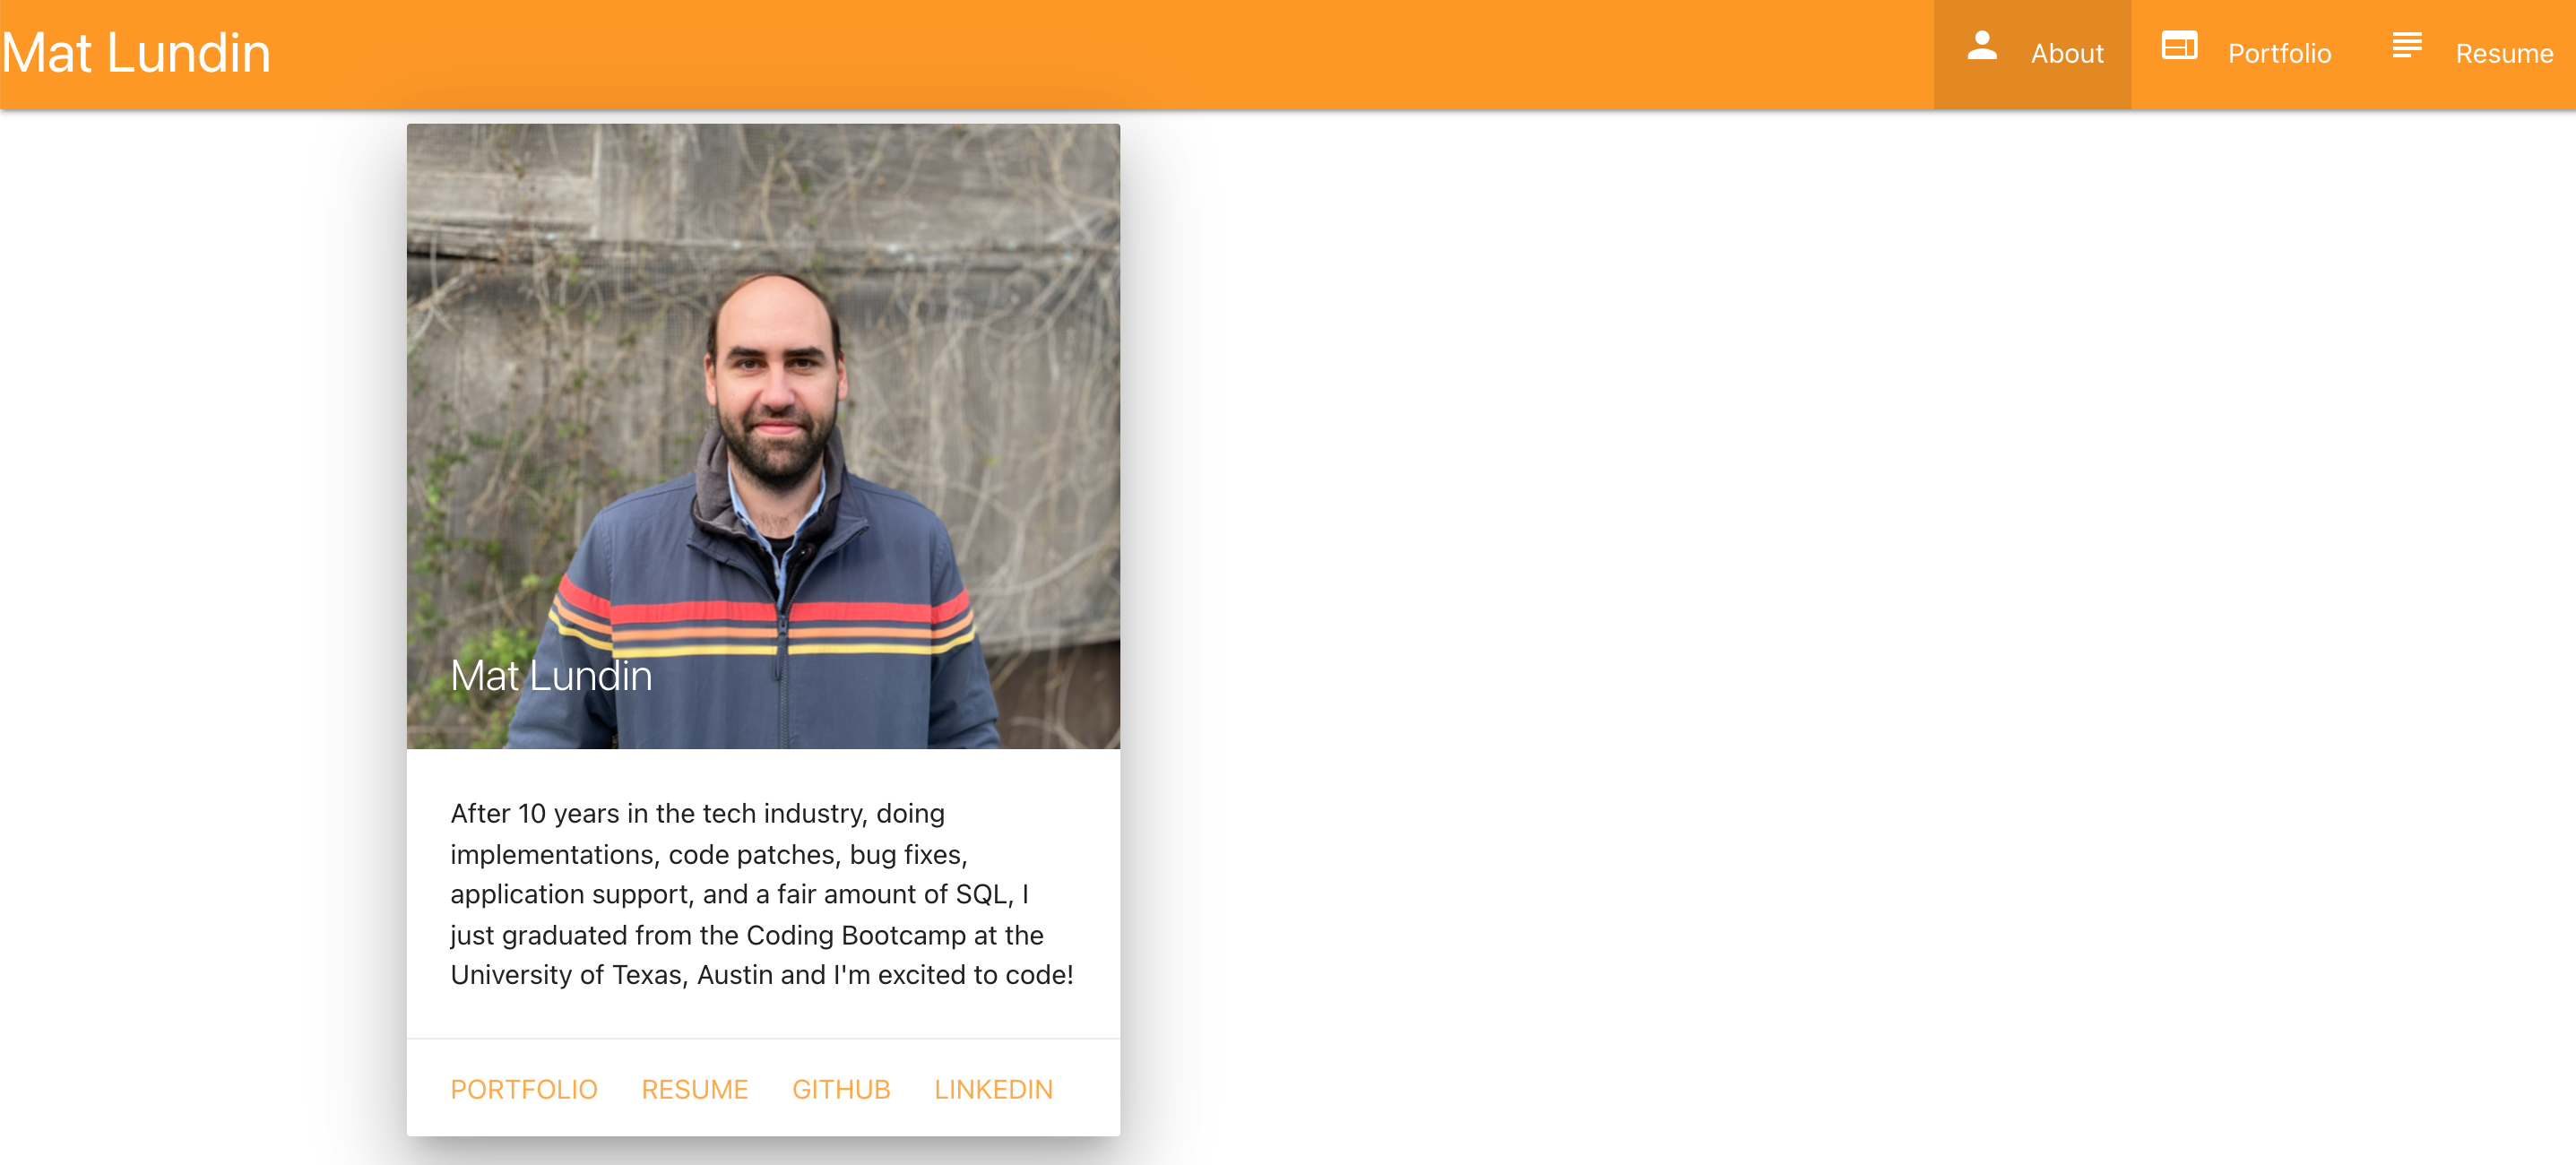 Mat Lundin
About
Portfolio
Resume
Mat Lundin
After 10 years in the tech industry, doing
implementations, code patches, bug fixes,
application support, and a fair amount of SQL, I
just graduated from the Coding Bootcamp at the
University of Texas, Austin and I'm excited to code!
PORTFOLIO RESUME GITHUB LINKEDIN